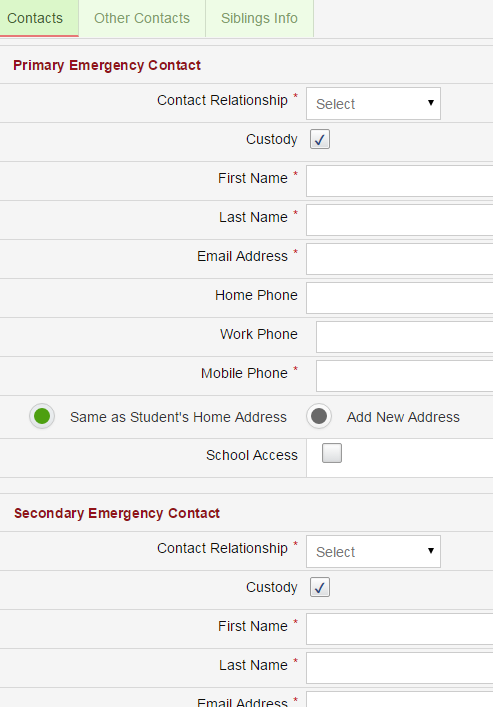 Contacts Other Contacts Siblings Info
Primary Emergency Contact
Contact Relationship * Select
Custody
First Name *
Last Name *
Email Address *
Home Phone
Work Phone
Mobile Phone *
Same as Student's Home Address Add New Address
School Access
Secondary Emergency Contact
Contact Relationship * Select
Custody
First Name *
Last Name *
Email Address *